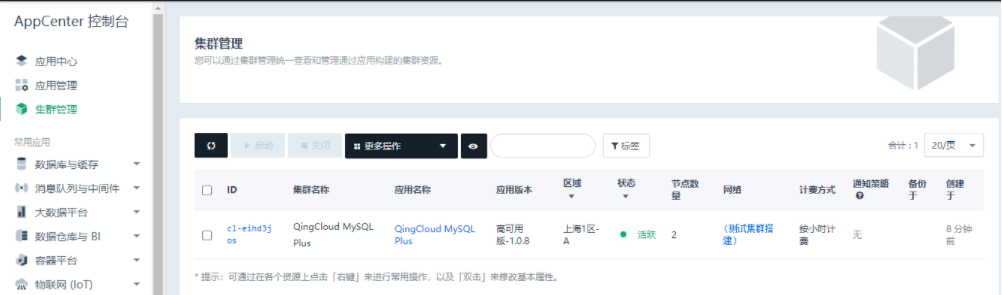 AppCenter 控制台
应用中心
应用管理
集群管理
常用应用
数据库与缓存
消息队列与中间件
大数据平台
数据仓库与 BI
容器平台
物联网 (IoT)
集群管理
您可以通过集群管理统一查看和管理通过应用构建的集群资源。
启动
关闭
更多操作
标签
合计：1
20/页
ID 集群名称 应用名称 应用版本 区域 状态 节点数量 网络 计费方式 通知策略 备份于 创建于
cl-eihd3jos QingCloud MySQL Plus QingCloud MySQL Plus 高可用版-1.0.8 上海1区-A 活跃 2 （测试集群搭建） 按小时计费 无 8 分钟前
* 提示：可通过在各个资源上点击「右键」来进行常用操作，以及「双击」来修改基本属性。